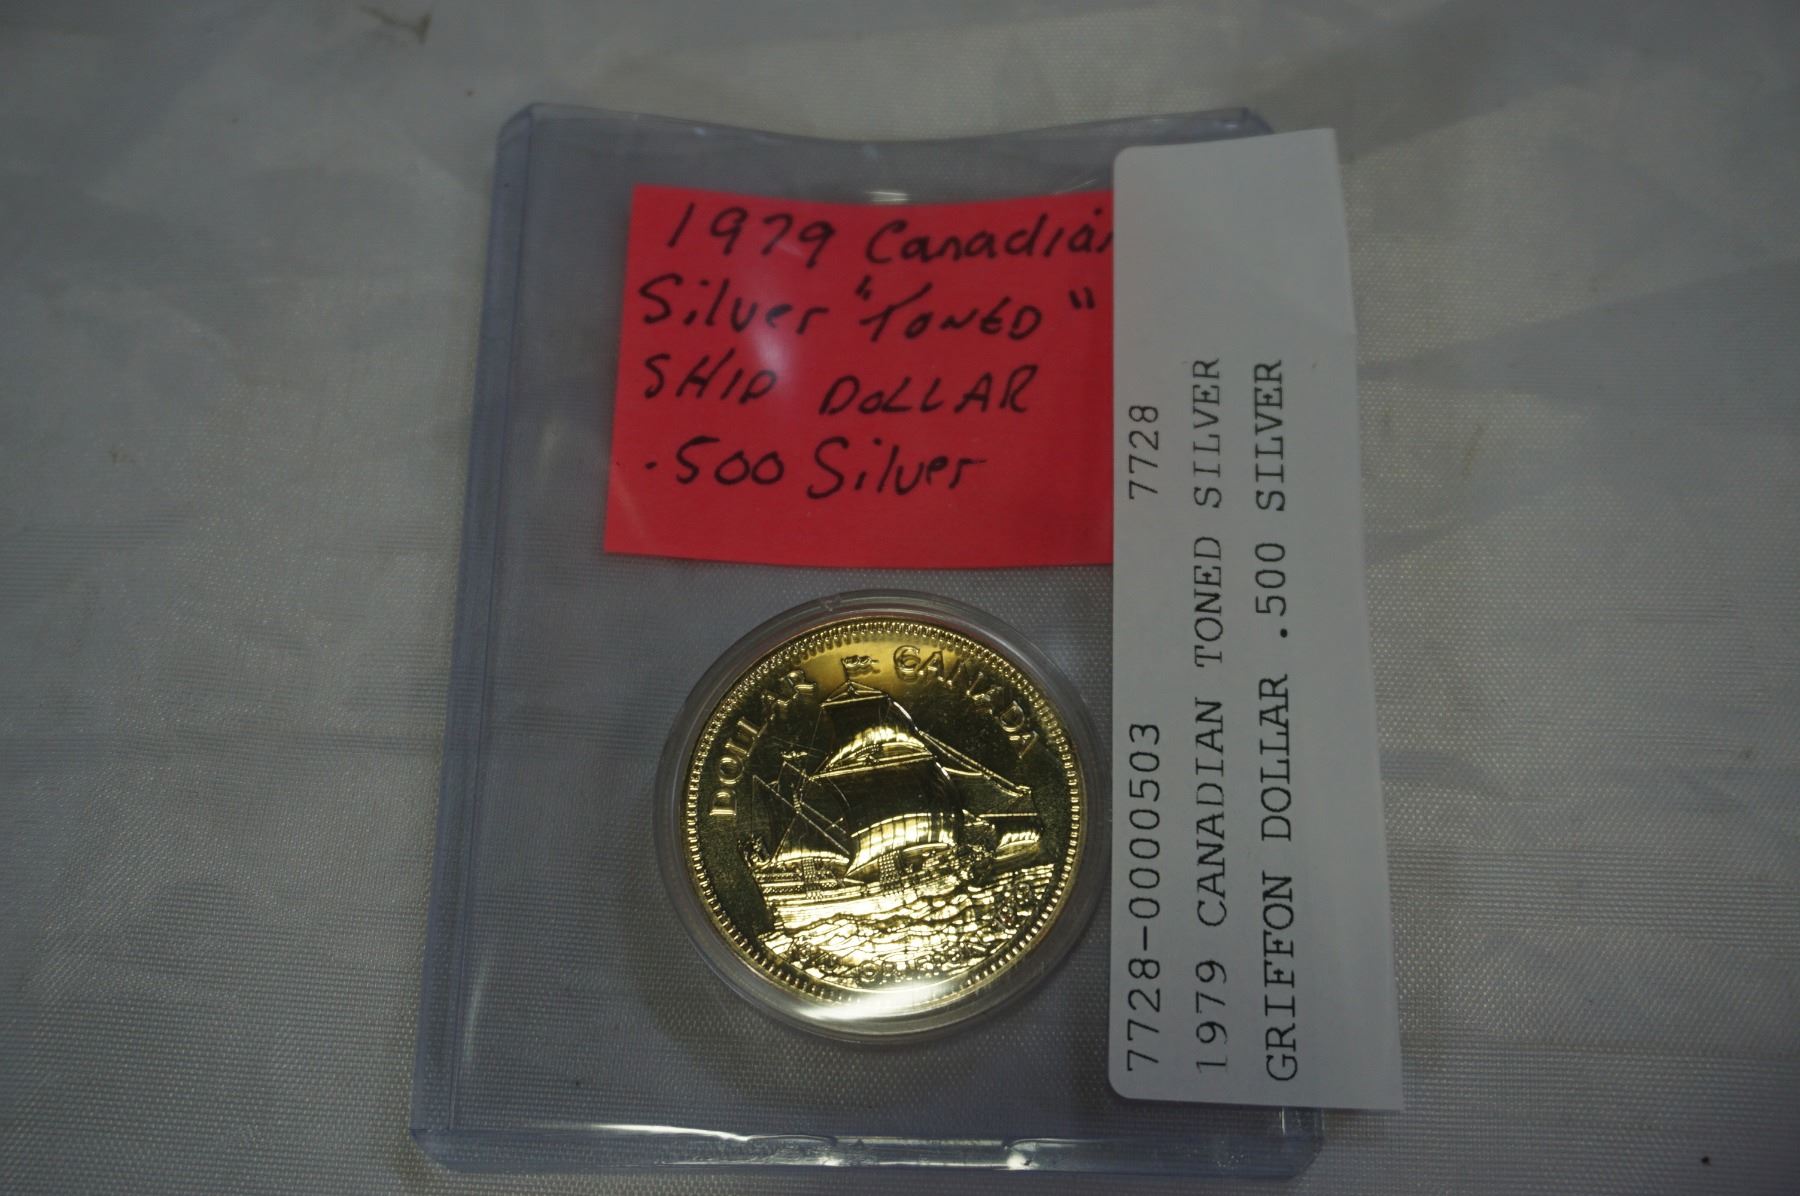 1979 Canadian
Silver "TONED"
SHIP DOLLAR
.500 Silver
7728-0000503 7728
1979 CANADIAN TONED SILVER
GRIFFON DOLLAR .500 SILVER
DOLLAR CANADA